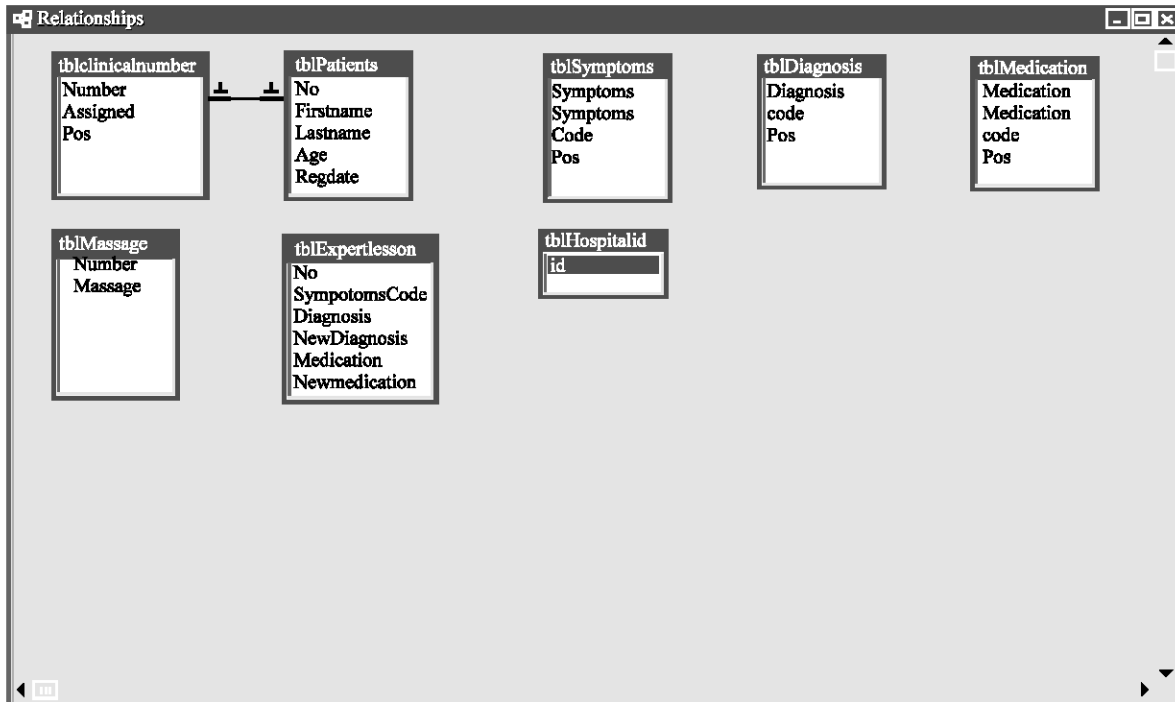 Relationships
tblclinicalnumber
Number
Assigned
Pos
tblPatients
No
Firstname
Lastname
Age
Regdate
tblSymptoms
Symptoms
Symptoms
Code
Pos
tblDiagnosis
Diagnosis
code
Pos
tblMedication
Medication
Medication
code
Pos
tblMassage
Number
Massage
tblExpertlesson
No
SympotomsCode
Diagnosis
NewDiagnosis
Medication
Newmedication
tblHospitalid
id